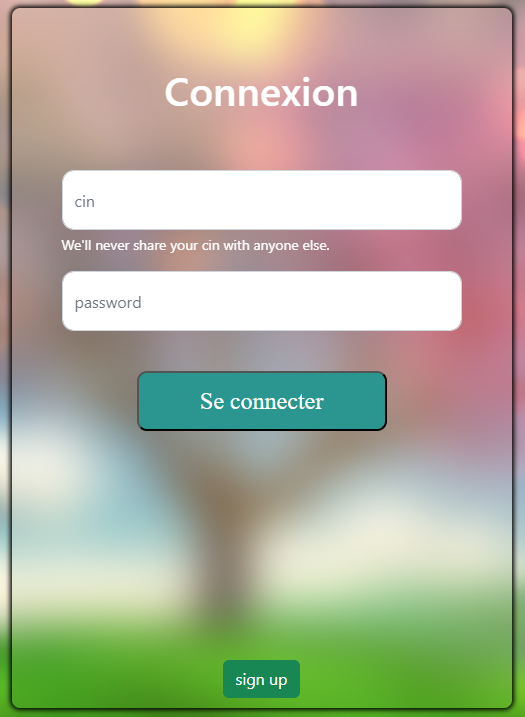 Connexion
cin
We'll never share your cin with anyone else.
password
Se connecter
sign up